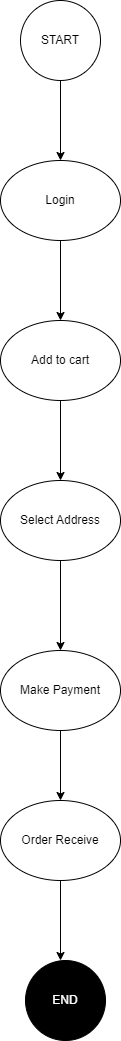 START
Login
Add to cart
Select Address
Make Payment
Order Receive
END